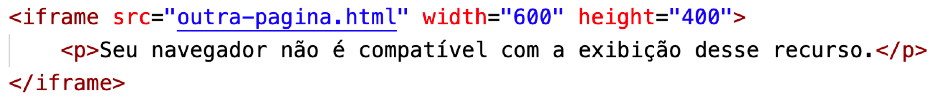 <iframe src="outra-pagina.html" width="600" height="400">
<p>Seu navegador não é compatível com a exibição desse recurso.</p>
</iframe>